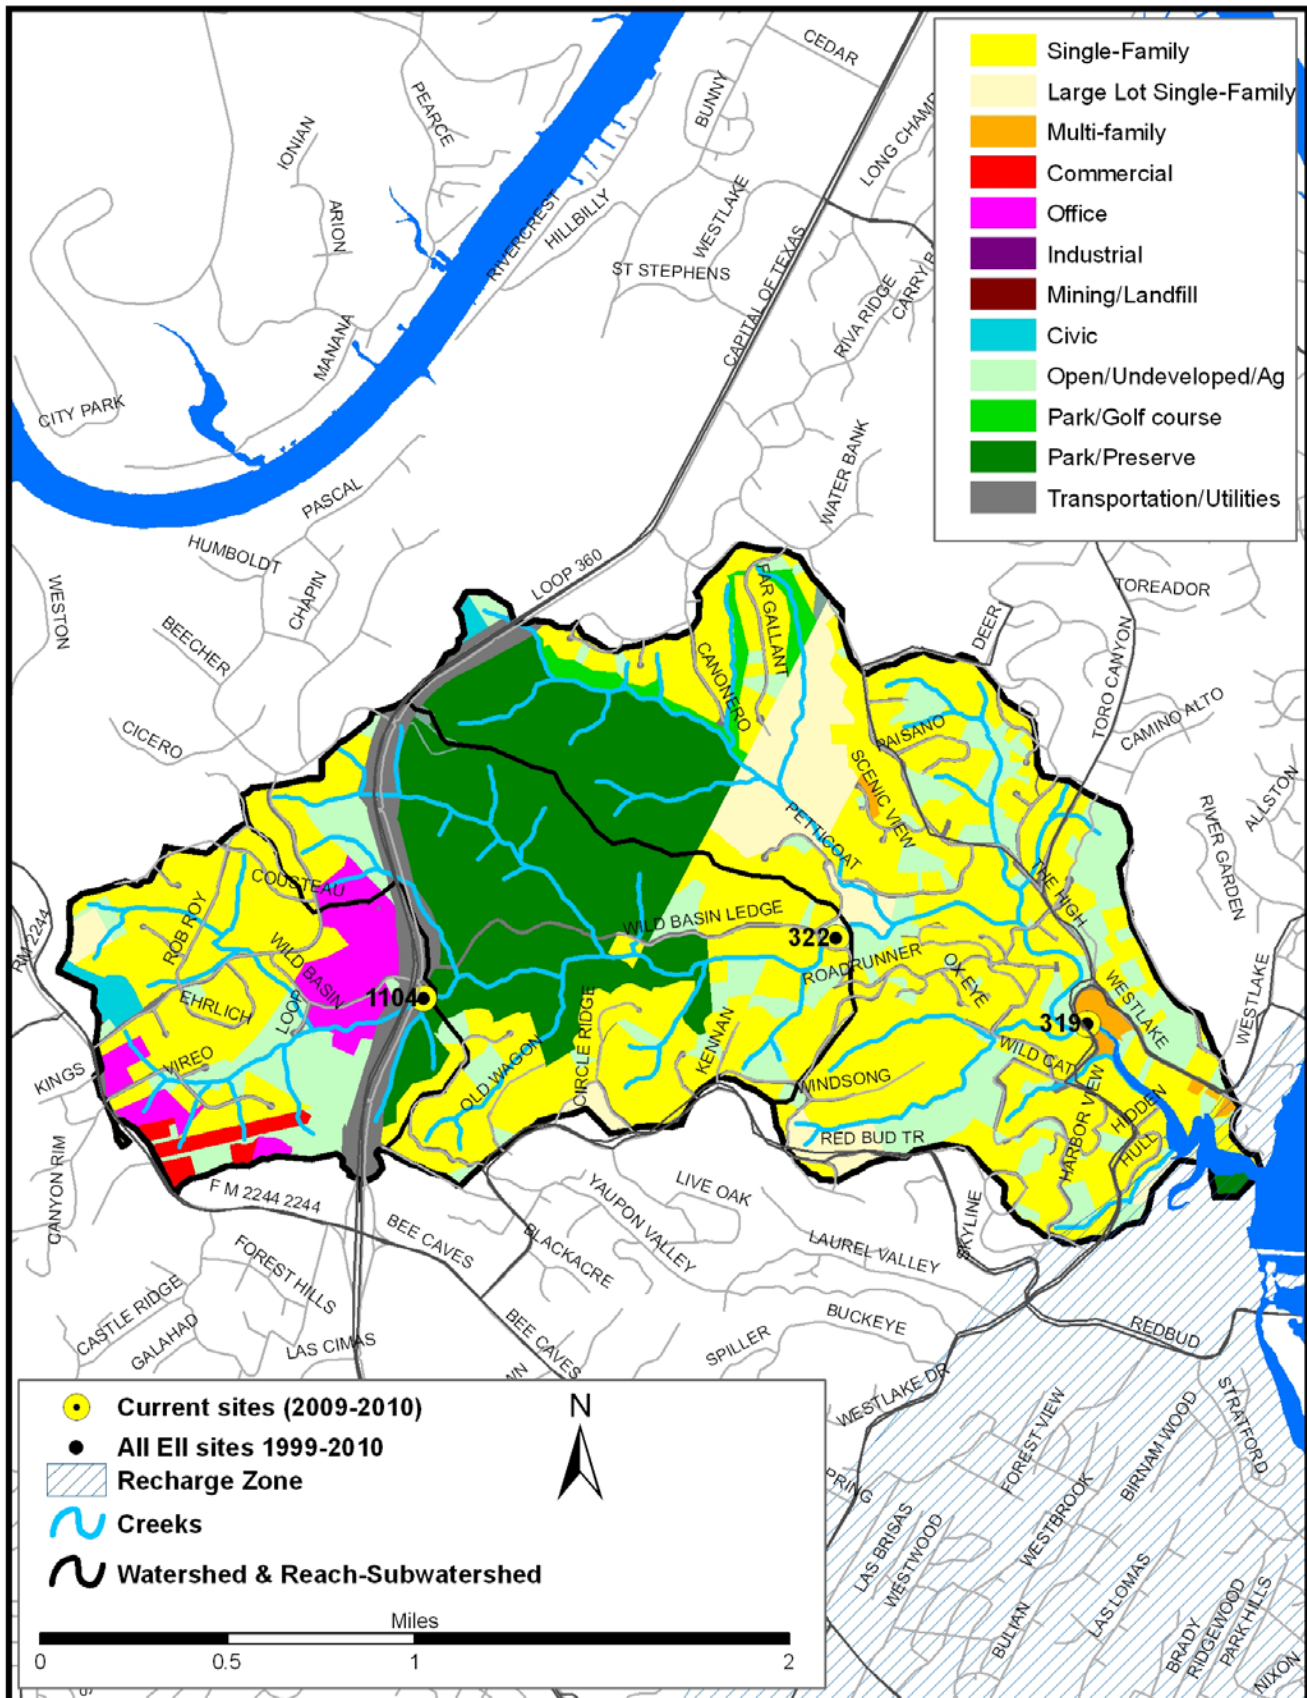 CEDAR
PEARCE
BUNNY
IONIAN
ARION
RIVERCREST
HILLBILLY
WESTLAKE
ST STEPHENS
CAPITAL OF TEXAS
LONG CHAMP
CARRY B
RIVA RIDGE
MANANA
CITY PARK
Single-Family
Large Lot Single-Family
Multi-family
Commercial
Office
Industrial
Mining/Landfill
Civic
Open/Undeveloped/Ag
Park/Golf course
Park/Preserve
Transportation/Utilities
WATER BANK
PASCAL
HUMBOLDT
LOOP 360
CHAPIN
WESTON
BEECHER
CICERO
FAR GALLANT
CANONERO
TOREADOR
DEER
TORO CANYON
CAMINO ALTO
PAISANO
SCENIC VIEW
PETTICOAT
ALLSTON
RIVER GARDEN
THE HIGH
COUSTEAU
ROB ROY
RM 2244
WILD BASIN LEDGE
322
ROADRUNNER
OX EYE
WILD BASIN
LOOP
EHRLICH
1104
WESTLAKE
WESTLAKE
319
CIRCLE RIDGE
KENNAN
OLD WAGON
VIREO
KINGS
WINDSONG
WILD CAT
HARBOR VIEW
HIDDEN
HULL
RED BUD TR
CANYON RIM
F M 2244 2244
LIVE OAK
YAUPON VALLEY
SKYLINE
BEE CAVES
BLACKACRE
LAUREL VALLEY
FOREST HILLS
CASTLE RIDGE
GALAHAD
LAS CIMAS
BEE CAVES
SPILLER
BUCKEYE
REDBUD
WESTLAKE DR
STRATFORD
FOREST VIEW
BIRNAM WOOD
PRING
LAS BRISAS
WESTWOOD
WESTBROOK
LAS LOMAS
BULIAN
BRADY
RIDGEWOOD
PARK HILLS
NIXON
Current sites (2009-2010)
All EII sites 1999-2010
Recharge Zone
Creeks
Watershed & Reach-Subwatershed
N
Miles
0 0.5 1 2